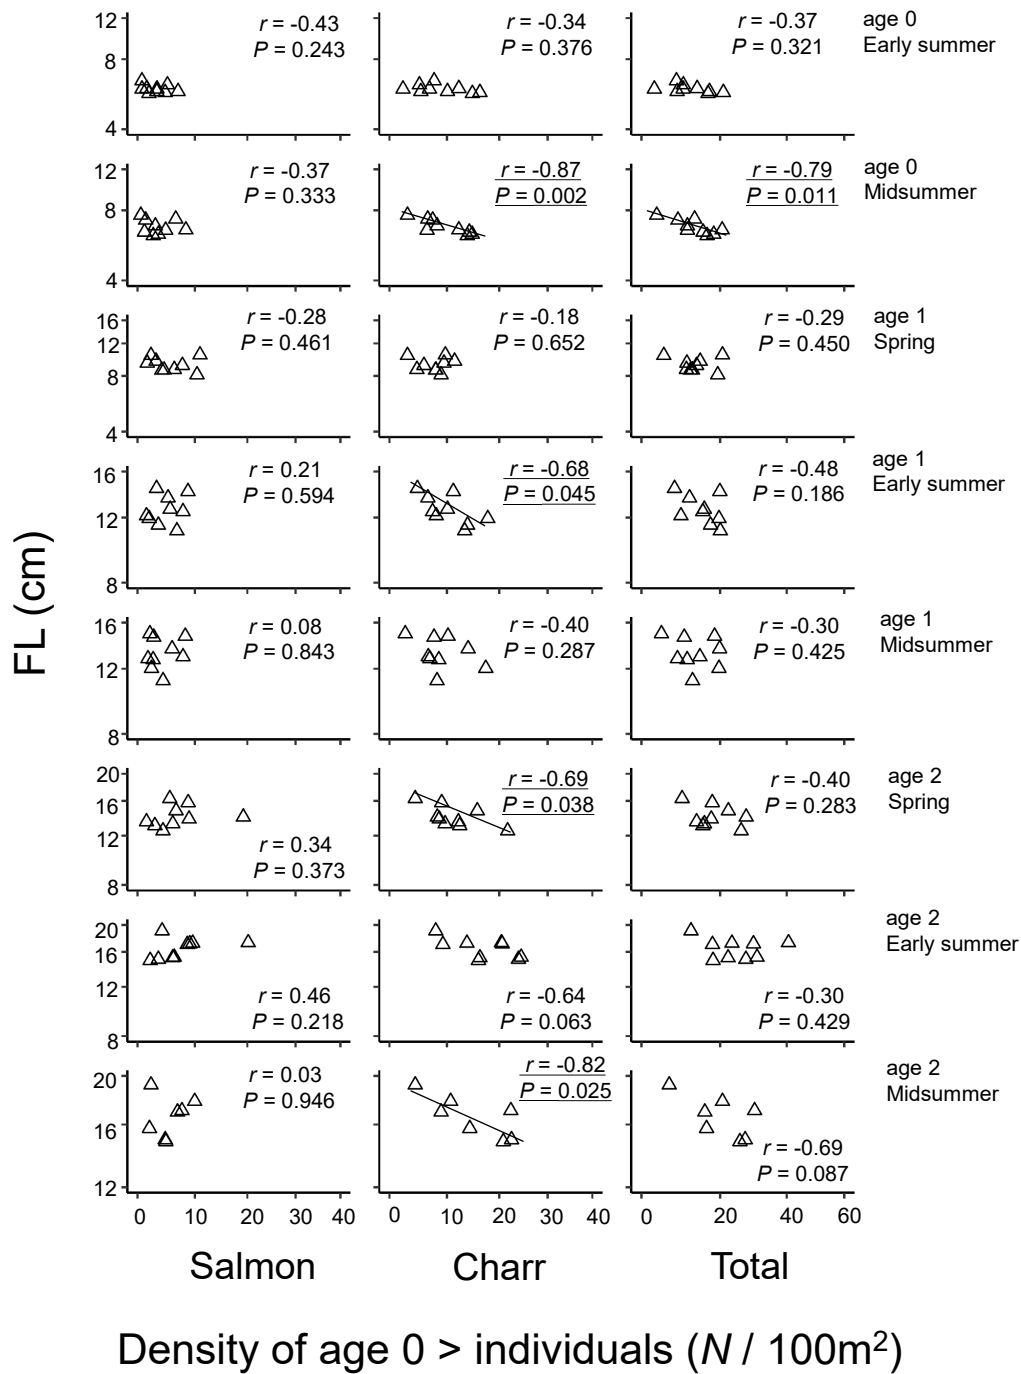 12
8
4
r = -0.43
P = 0.243
r = -0.34
P = 0.376
r = -0.37
P = 0.321
age 0
Early summer
12
8
4
r = -0.37
P = 0.333
r = -0.87
P = 0.002
r = -0.79
P = 0.011
age 0
Midsummer
16
12
8
4
r = -0.28
P = 0.461
r = -0.18
P = 0.652
r = -0.29
P = 0.450
age 1
Spring
16
12
8
r = 0.21
P = 0.594
r = -0.68
P = 0.045
r = -0.48
P = 0.186
age 1
Early summer
FL (cm)
16
12
8
r = 0.08
P = 0.843
r = -0.40
P = 0.287
r = -0.30
P = 0.425
age 1
Midsummer
20
16
12
8
r = 0.34
P = 0.373
r = -0.69
P = 0.038
r = -0.40
P = 0.283
age 2
Spring
20
16
12
8
r = 0.46
P = 0.218
r = -0.64
P = 0.063
r = -0.30
P = 0.429
age 2
Early summer
20
16
12
r = 0.03
P = 0.946
r = -0.82
P = 0.025
r = -0.69
P = 0.087
age 2
Midsummer
0 10 20 30 40
0 10 20 30 40
0 20 40 60
Salmon
Charr
Total
Density of age 0 > individuals (N / 100m²)